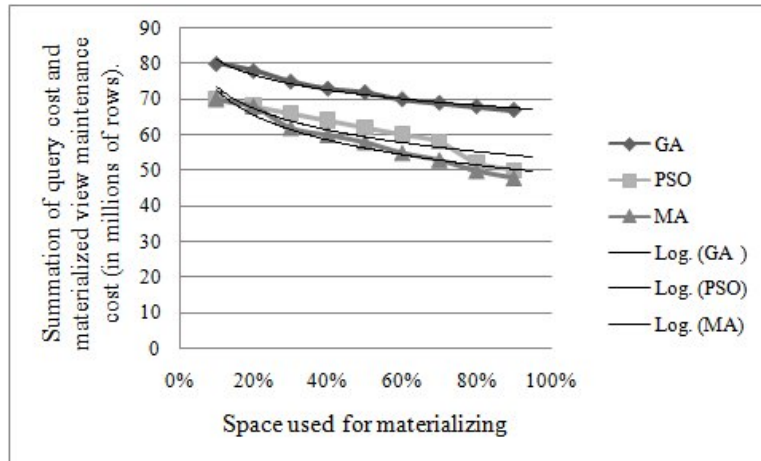 Summation of query cost and
materialized view maintenance
cost (in millions of rows).
90
80
70
60
50
40
30
20
10
0
0%
20%
40%
60%
80%
100%
Space used for materializing
GA
PSO
MA
Log. (GA )
Log. (PSO)
Log. (MA)